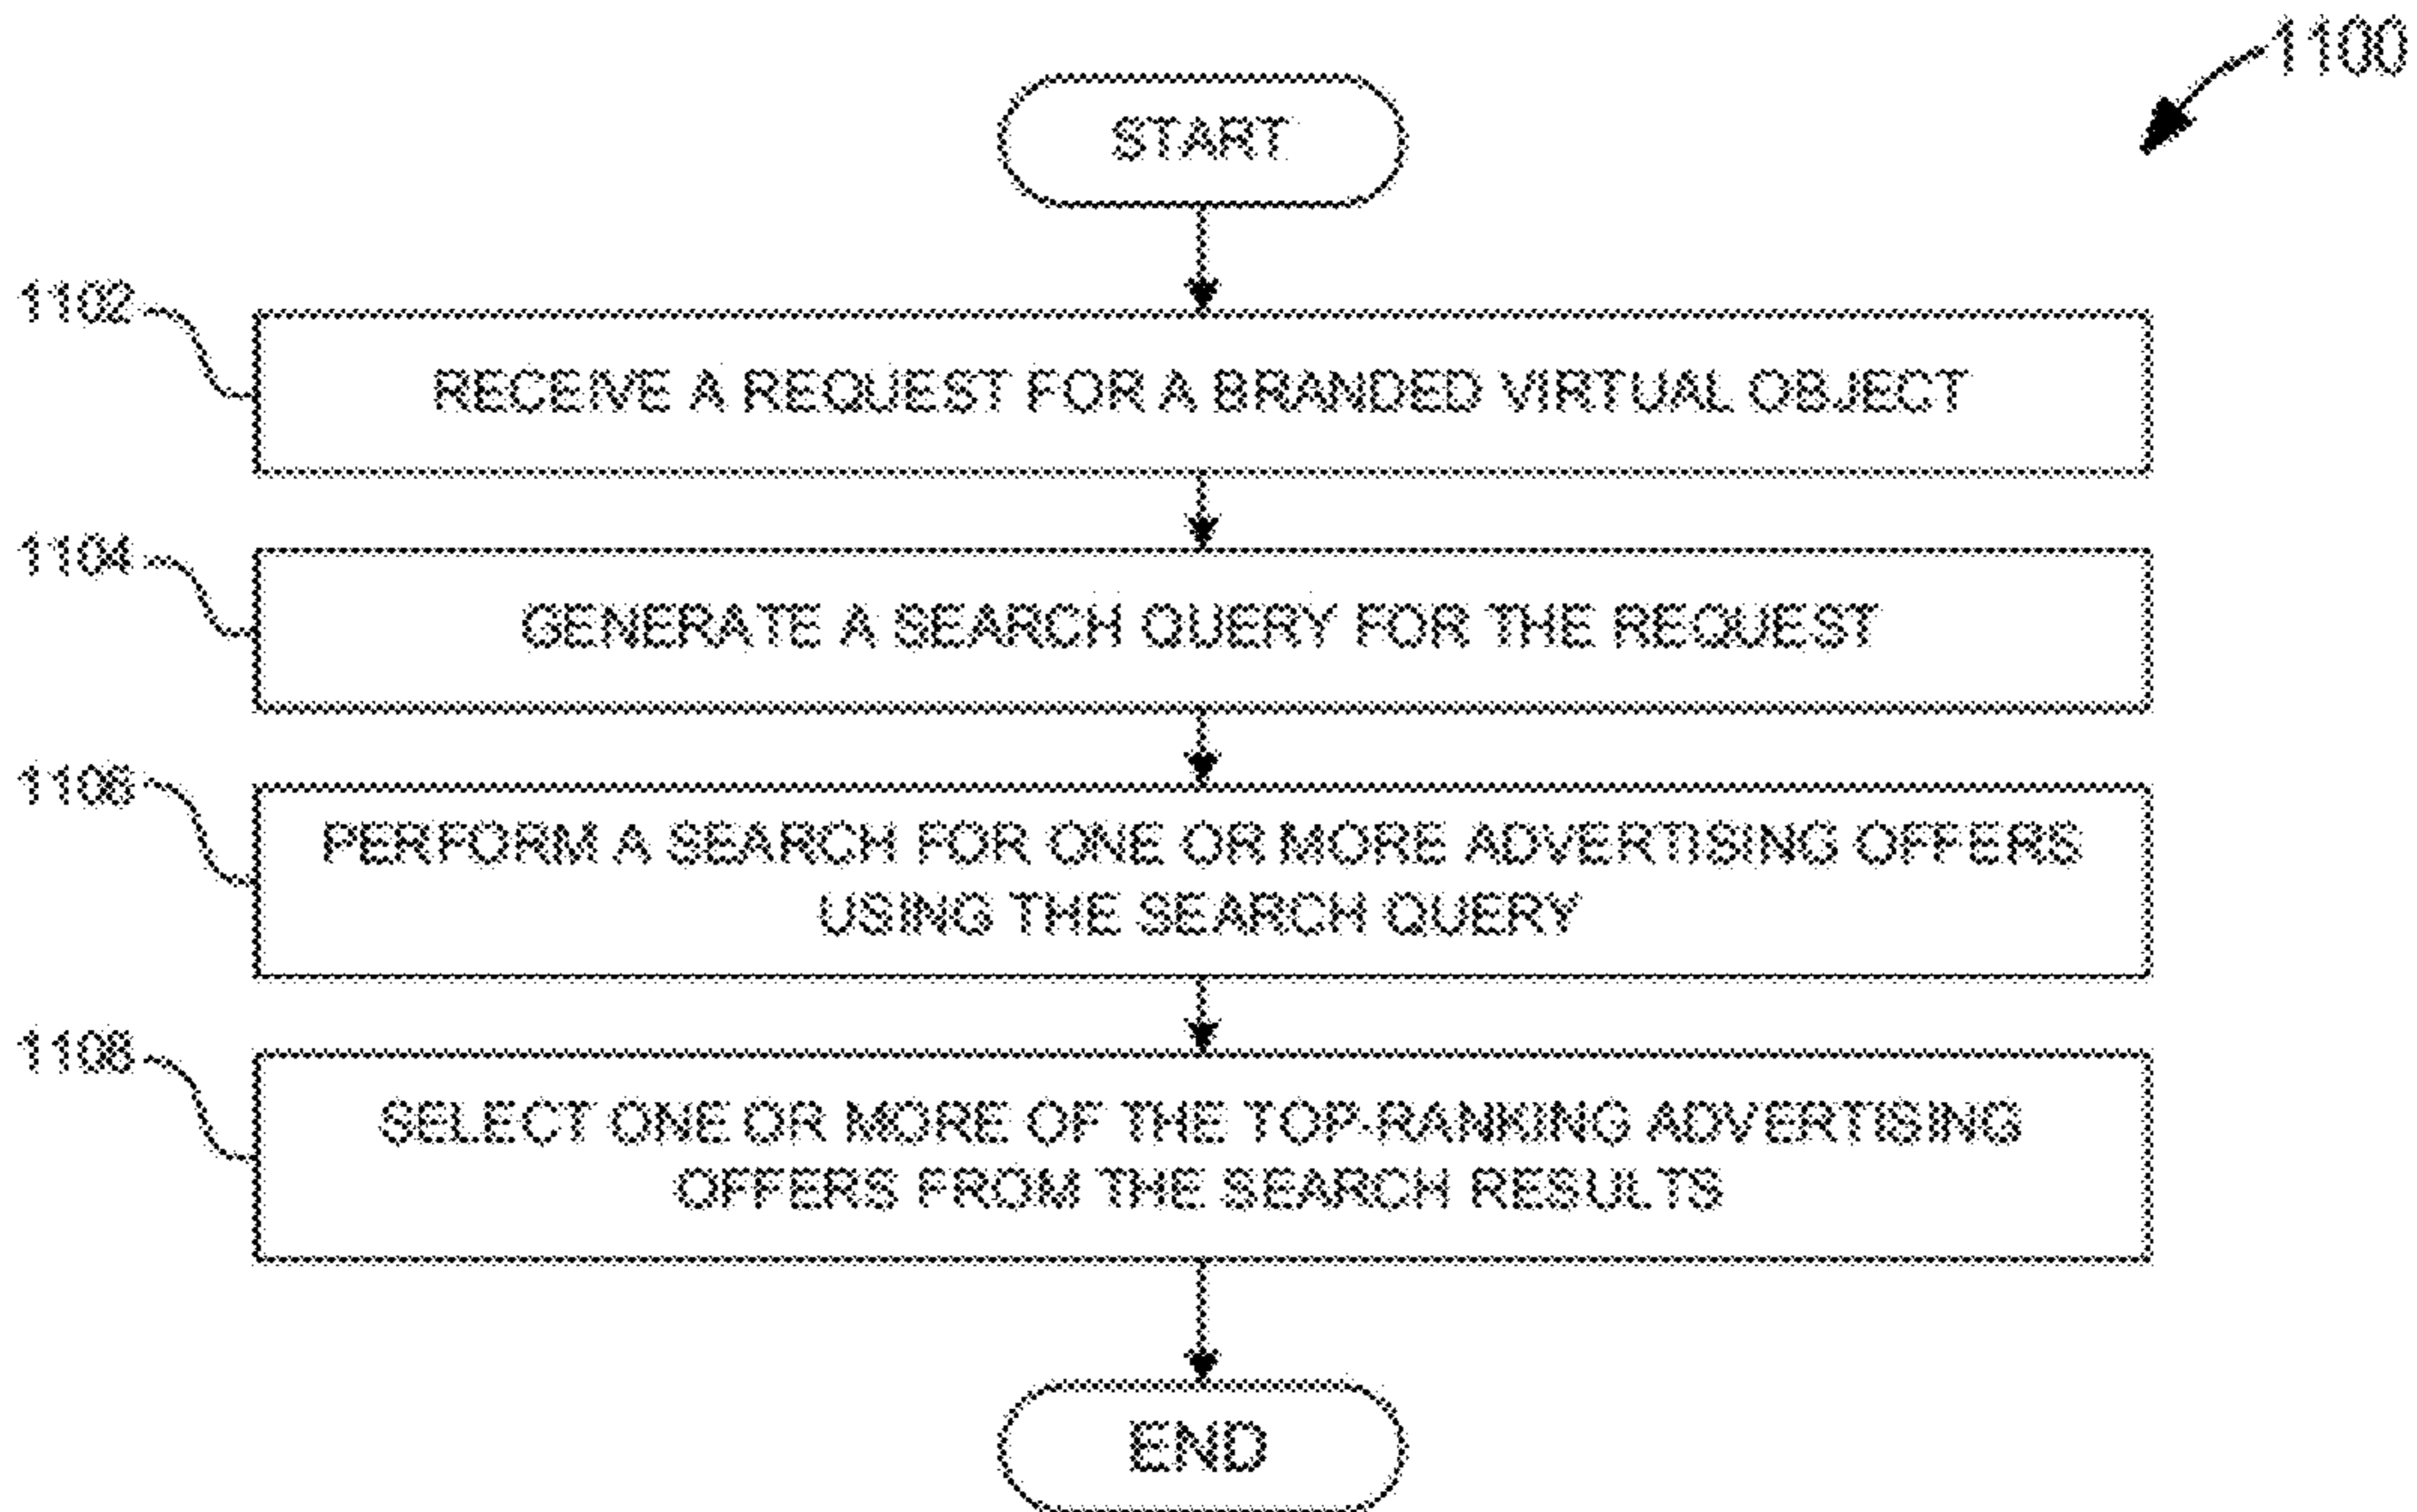 1100
START
1102
RECEIVE A REQUEST FOR A BRANDED VIRTUAL OBJECT
1104
GENERATE A SEARCH QUERY FOR THE REQUEST
1106
PERFORM A SEARCH FOR ONE OR MORE ADVERTISING OFFERS
USING THE SEARCH QUERY
1108
SELECT ONE OR MORE OF THE TOP-RANKING ADVERTISING
OFFERS FROM THE SEARCH RESULTS
END